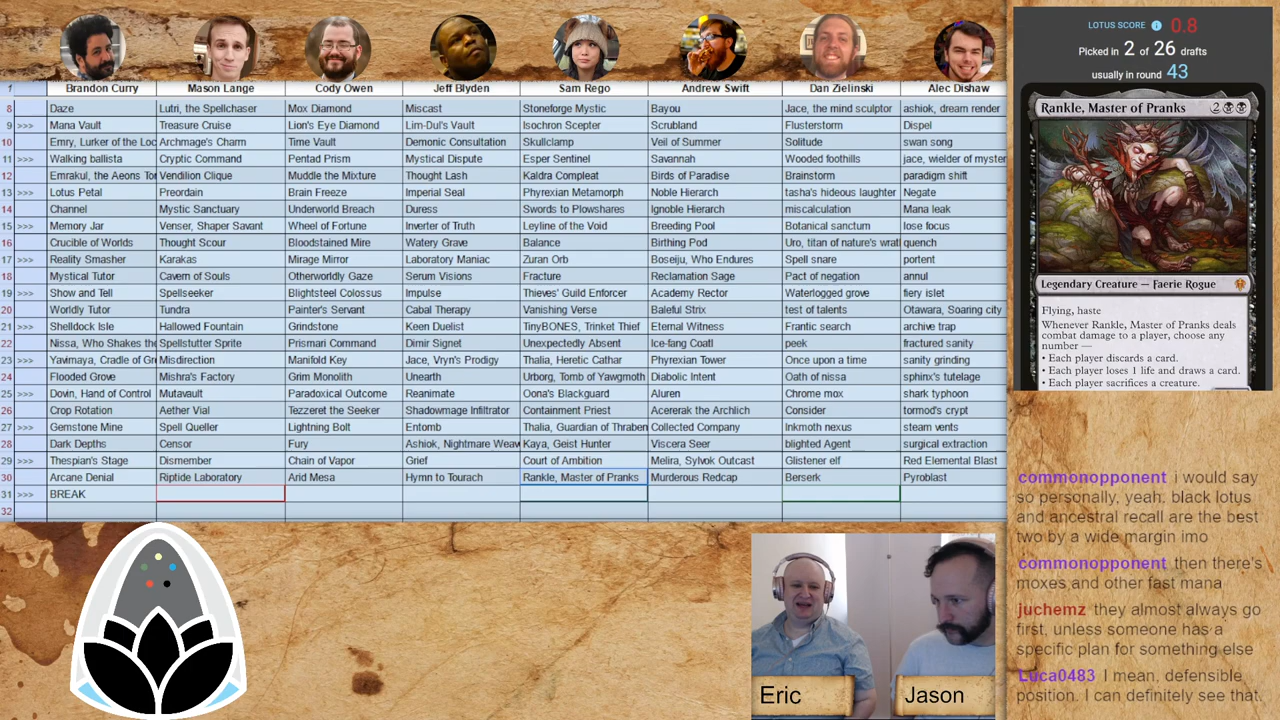 Brandon Curry Mason Lange Cody Owen Jeff Blyden Sam Rego Andrew Swift Dan Zielinski Alec Dishaw
8 Daze Lutri, the Spellchaser Mox Diamond Miscast Stoneforge Mystic Bayou Jace, the mind sculptor ashiok, dream render
9 >>> Mana Vault Treasure Cruise Lion's Eye Diamond Lim-Dul's Vault Isochron Scepter Scrubland Flusterstorm Dispel
10 Emry, Lurker of the Loc Archmage's Charm Time Vault Demonic Consultation Skullclamp Veil of Summer Solitude swan song
11 >>> Walking ballista Cryptic Command Pentad Prism Mystical Dispute Esper Sentinel Savannah Wooded foothills jace, wielder of myster
12 Emrakul, the Aeons Tor Vendilion Clique Muddle the Mixture Thought Lash Kaldra Compleat Birds of Paradise Brainstorm paradigm shift
13 >>> Lotus Petal Preordain Brain Freeze Imperial Seal Phyrexian Metamorph Noble Hierarch tasha's hideous laughter Negate
14 Channel Mystic Sanctuary Underworld Breach Duress Swords to Plowshares Ignoble Hierarch miscalculation Mana leak
15 >>> Memory Jar Venser, Shaper Savant Wheel of Fortune Inverter of Truth Leyline of the Void Breeding Pool Botanical sanctum lose focus
16 Crucible of Worlds Thought Scour Bloodstained Mire Watery Grave Balance Birthing Pod Uro, titan of nature's wrath quench
17 >>> Reality Smasher Karakas Mirage Mirror Laboratory Maniac Zuran Orb Boseiju, Who Endures Spell snare portent
18 Mystical Tutor Cavern of Souls Otherworldly Gaze Serum Visions Fracture Reclamation Sage Pact of negation annul
19 >>> Show and Tell Spellseeker Blightsteel Colossus Impulse Thieves' Guild Enforcer Academy Rector Waterlogged grove fiery islet
20 Worldly Tutor Tundra Painter's Servant Cabal Therapy Vanishing Verse Baleful Strix test of talents Otawara, Soaring city
21 >>> Shelldock Isle Hallowed Fountain Grindstone Keen Duelist TinyBONES, Trinket Thief Eternal Witness Frantic search archive trap
22 Nissa, Who Shakes the Spellstutter Sprite Prismari Command Dimir Signet Unexpectedly Absent Ice-fang Coatl peek fractured sanity
23 >>> Yavimaya, Cradle of Gr Misdirection Manifold Key Jace, Vryn's Prodigy Thalia, Heretic Cathar Phyrexian Tower Once upon a time sanity grinding
24 Flooded Grove Mishra's Factory Grim Monolith Unearth Urborg, Tomb of Yawgmoth Diabolic Intent Oath of nissa sphinx's tutelage
25 >>> Dovin, Hand of Control Mutavault Paradoxical Outcome Reanimate Oona's Blackguard Aluren Chrome mox shark typhoon
26 Crop Rotation Aether Vial Tezzeret the Seeker Shadowmage Infiltrator Containment Priest Acererak the Archlich Consider tormod's crypt
27 >>> Gemstone Mine Spell Queller Lightning Bolt Entomb Thalia, Guardian of Thraben Collected Company Inkmoth nexus steam vents
28 Dark Depths Censor Fury Ashiok, Nightmare Weav Kaya, Geist Hunter Viscera Seer blighted Agent surgical extraction
29 >>> Thespian's Stage Dismember Chain of Vapor Grief Court of Ambition Melira, Sylvok Outcast Glistener elf Red Elemental Blast
30 Arcane Denial Riptide Laboratory Arid Mesa Hymn to Tourach Rankle, Master of Pranks Murderous Redcap Berserk Pyroblast
31 >>> BREAK
32
LOTUS SCORE 0.8
Picked in 2 of 26 drafts
usually in round 43
Rankle, Master of Pranks 2
Legendary Creature — Faerie Rogue
Flying, haste
Whenever Rankle, Master of Pranks deals
combat damage to a player, choose any
number —
• Each player discards a card.
• Each player loses 1 life and draws a card.
• Each player sacrifices a creature.
commonopponent i would say
so personally, yeah. black lotus
and ancestral recall are the best
two by a wide margin imo
commonopponent then there's
moxes and other fast mana
juchemz they almost always go
first, unless someone has a
specific plan for something else
Luca0483 I mean, defensible
position. I can definitely see that.
Eric
Jason